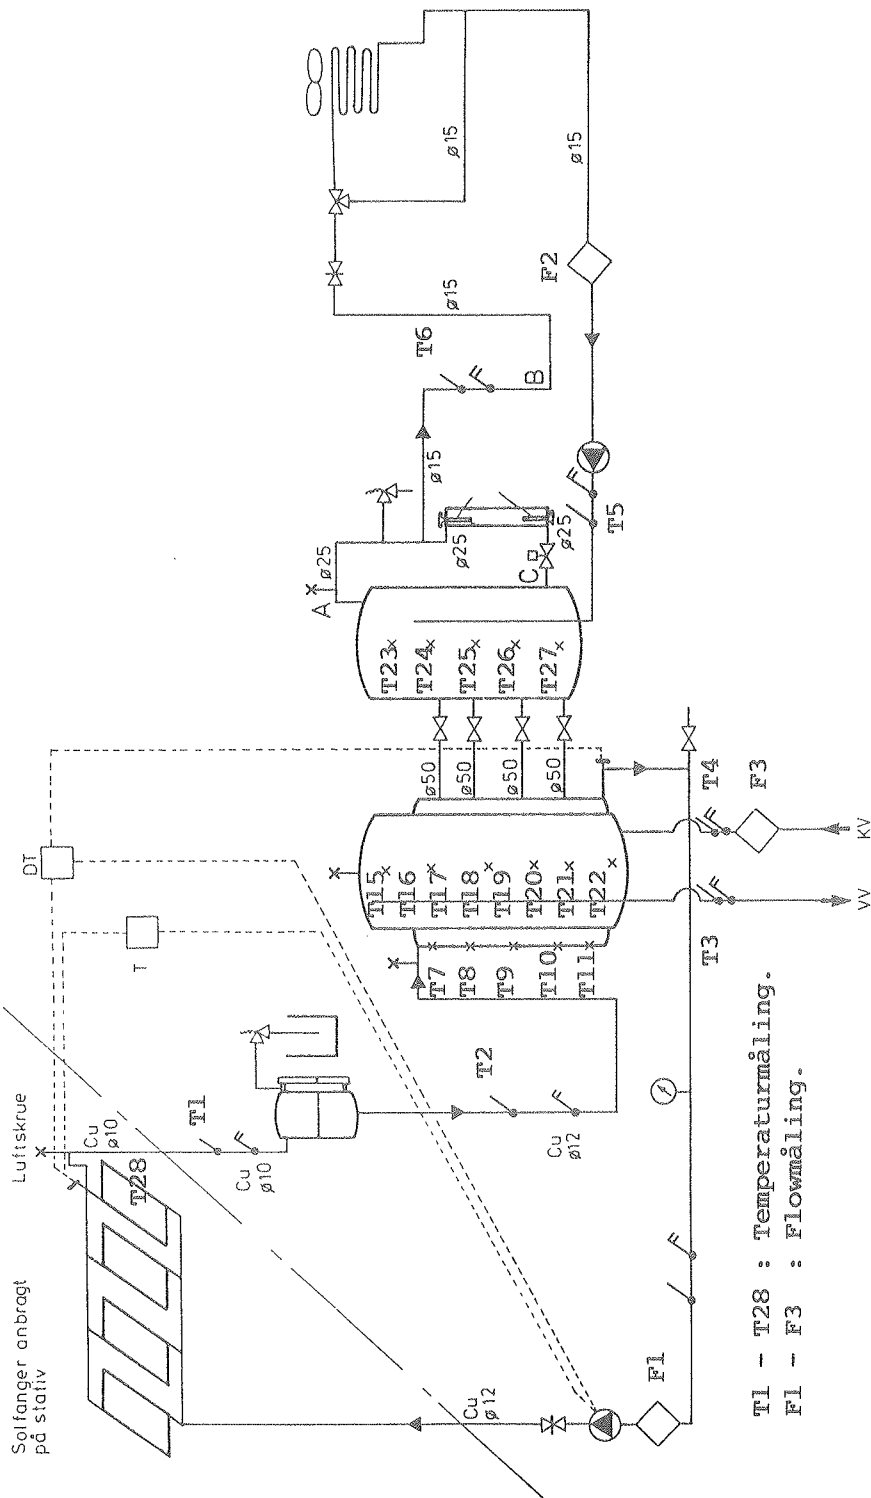 Solfanger anbragt
på stativ
Luftskrue
DT
T
Cu
ø10
T28
T1
Cu
ø10
T2
Cu
ø12
Cu
ø12
F1
T7
T8
T9
T10
T11
T15
T16
T17
T18
T19
T20
T21
T22
ø50
ø50
ø50
ø50
T23
T24
T25
T26
T27
A
ø25
ø25
C
ø25
ø15
T6
B
ø15
ø15
ø15
F2
T5
T3
T4
F3
VV
KV
T1 - T28 : Temperaturmåling.
F1 - F3 : Flowmåling.